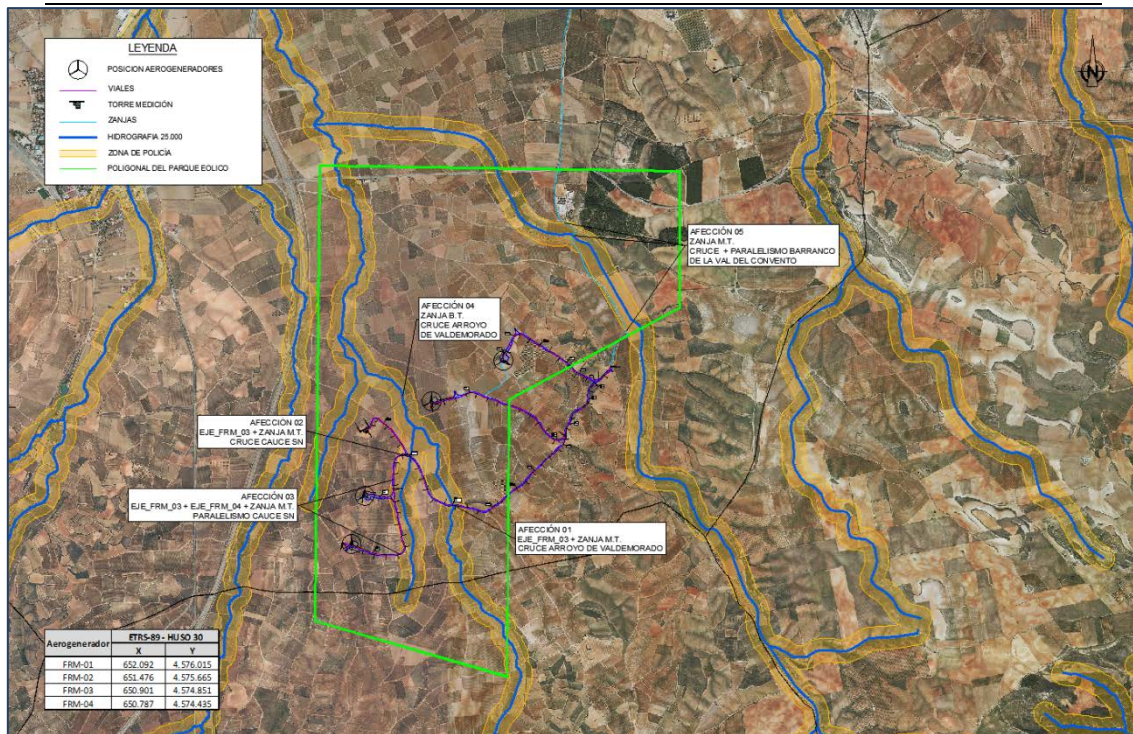 LEYENDA
POSICION AEROGENERADORES
VIALES
TORRE MEDICIÓN
ZANJAS
HIDROGRAFIA 25.000
ZONA DE POLICÍA
POLIGONAL DEL PARQUE EOLICO
N
AFECCIÓN 05
ZANJA M.T.
CRUCE + PARALELISMO BARRANCO
DE LA VAL DEL CONVENTO
AFECCIÓN 04
ZANJA B.T.
CRUCE ARROYO
DE VALDEMORADO
AFECCIÓN 02
EJE_FRM_03 + ZANJA M.T.
CRUCE CAUCE SN
AFECCIÓN 03
EJE_FRM_03 + EJE_FRM_04 + ZANJA M.T.
PARALELISMO CAUCE SN
AFECCIÓN 01
EJE_FRM_03 + ZANJA M.T.
CRUCE ARROYO DE VALDEMORADO
Aerogenerador ETRS-89 - HUSO 30
X Y
FRM-01 652.092 4.576.015
FRM-02 651.476 4.575.665
FRM-03 650.901 4.574.851
FRM-04 650.787 4.574.435